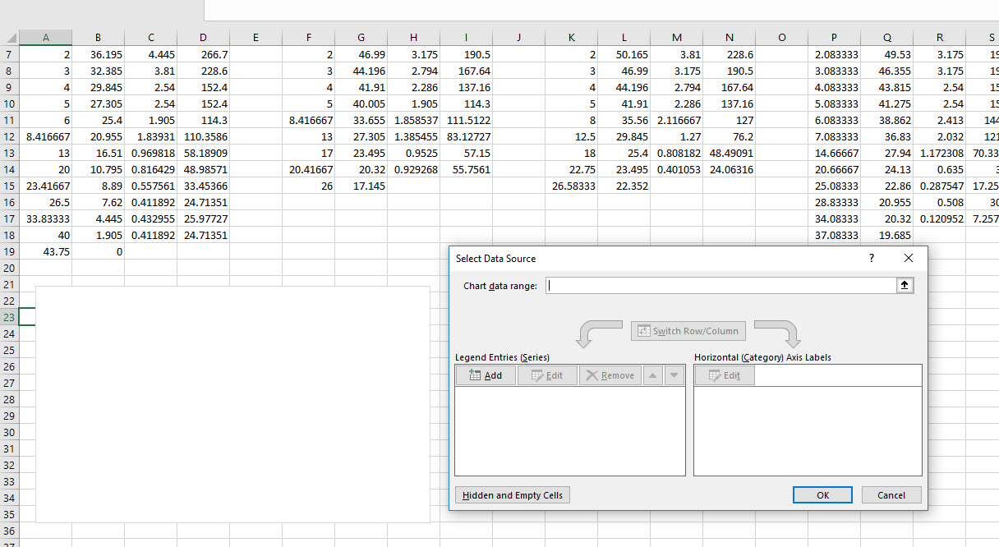 A B C D E F G H I J K L M N O P Q R S
7 2 36.195 4.445 266.7 2 46.99 3.175 190.5 2 50.165 3.81 228.6 2.083333 49.53 3.175 19
8 3 32.385 3.81 228.6 3 44.196 2.794 167.64 3 46.99 3.175 190.5 3.083333 46.355 3.175 19
9 4 29.845 2.54 152.4 4 41.91 2.286 137.16 4 44.196 2.794 167.64 4.083333 43.815 2.54 15
10 5 27.305 2.54 152.4 5 40.005 1.905 114.3 5 41.91 2.286 137.16 5.083333 41.275 2.54 15
11 6 25.4 1.905 114.3 8.416667 33.655 1.858537 111.5122 8 35.56 2.116667 127 6.083333 38.862 2.413 144
12 8.416667 20.955 1.83931 110.3586 13 27.305 1.385455 83.12727 12.5 29.845 1.27 76.2 7.083333 36.83 2.032 121
13 13 16.51 0.969818 58.18909 17 23.495 0.9525 57.15 18 25.4 0.808182 48.49091 14.66667 27.94 1.172308 70.33
14 20 10.795 0.816429 48.98571 20.41667 20.32 0.929268 55.7561 22.75 23.495 0.401053 24.06316 20.66667 24.13 0.635 3
15 23.41667 8.89 0.557561 33.45366 26 17.145 26.58333 22.352 25.08333 22.86 0.287547 17.25
16 26.5 7.62 0.411892 24.71351 28.83333 20.955 0.508 30
17 33.83333 4.445 0.432955 25.97727 34.08333 20.32 0.120952 7.257
18 40 1.905 0.411892 24.71351 37.08333 19.685
19 43.75 0
20
21
22
23
24
25
26
27
28
29
30
31
32
33
34
35
36
37
Select Data Source ?
Chart data range:
Switch Row/Column
Legend Entries (Series)
Add Edit Remove
Horizontal (Category) Axis Labels
Edit
Hidden and Empty Cells
OK Cancel